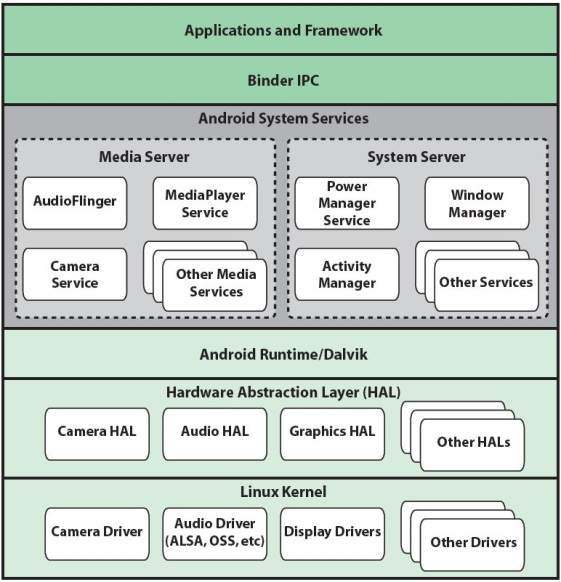 Applications and Framework
Binder IPC
Android System Services
Media Server
AudioFlinger
MediaPlayer
Service
Camera
Service
Other Media
Services
System Server
Power
Manager
Service
Window
Manager
Activity
Manager
Other Services
Android Runtime/Dalvik
Hardware Abstraction Layer (HAL)
Camera HAL
Audio HAL
Graphics HAL
Other HALs
Linux Kernel
Camera Driver
Audio Driver
(ALSA, OSS, etc)
Display Drivers
Other Drivers